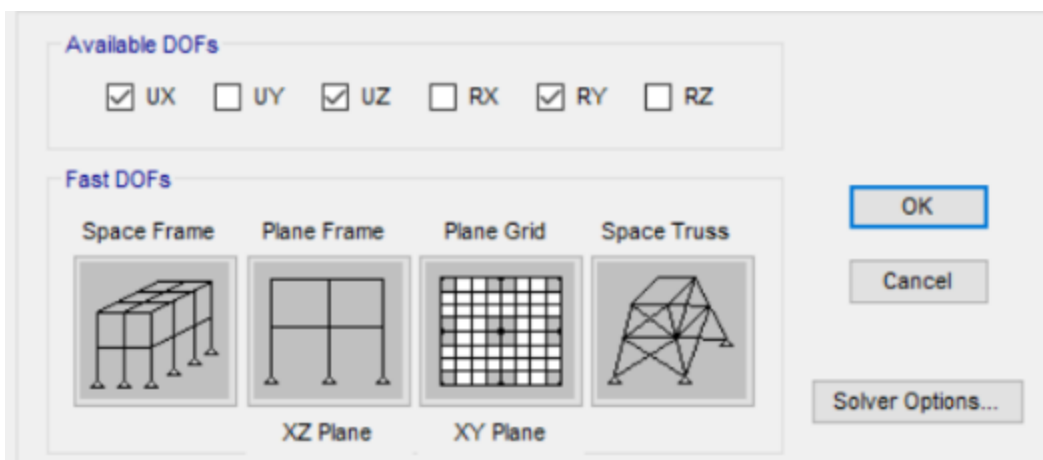 Available DOFs
UX UY UZ RX RY RZ
Fast DOFs
Space Frame Plane Frame Plane Grid Space Truss
XZ Plane XY Plane
OK
Cancel
Solver Options...